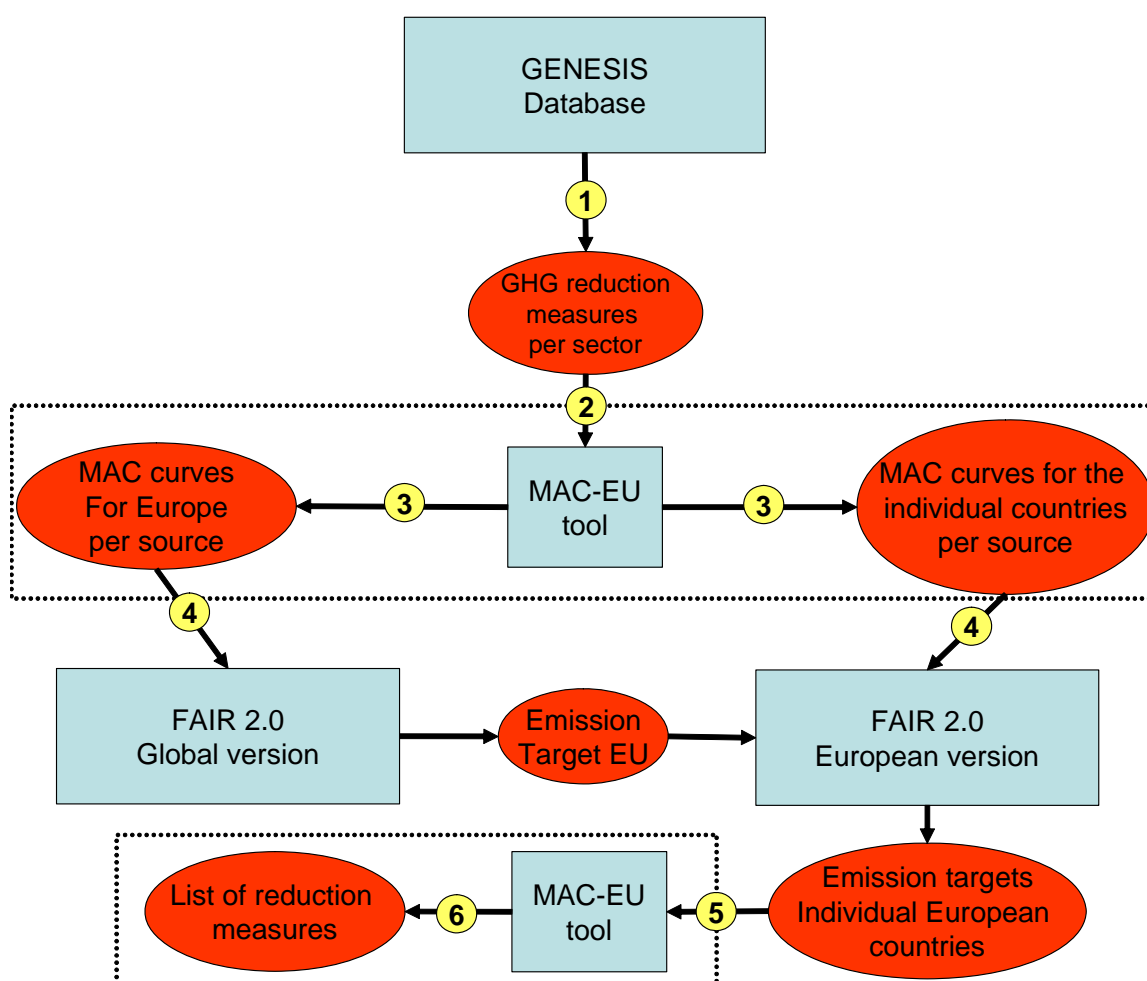 GENESIS
Database
1
GHG reduction
measures
per sector
2
MAC curves
For Europe
per source
3
MAC-EU
tool
3
MAC curves for the
individual countries
per source
4
4
FAIR 2.0
Global version
Emission
Target EU
FAIR 2.0
European version
List of reduction
measures
6
MAC-EU
tool
5
Emission targets
Individual European
countries